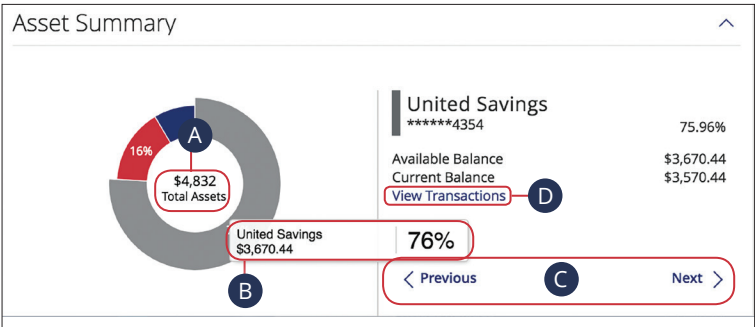 Asset Summary
16%
A
$4,832
Total Assets
United Savings
******4354
75.96%
Available Balance $3,670.44
Current Balance $3,570.44
View Transactions
D
United Savings
$3,670.44
76%
B
Previous
C
Next